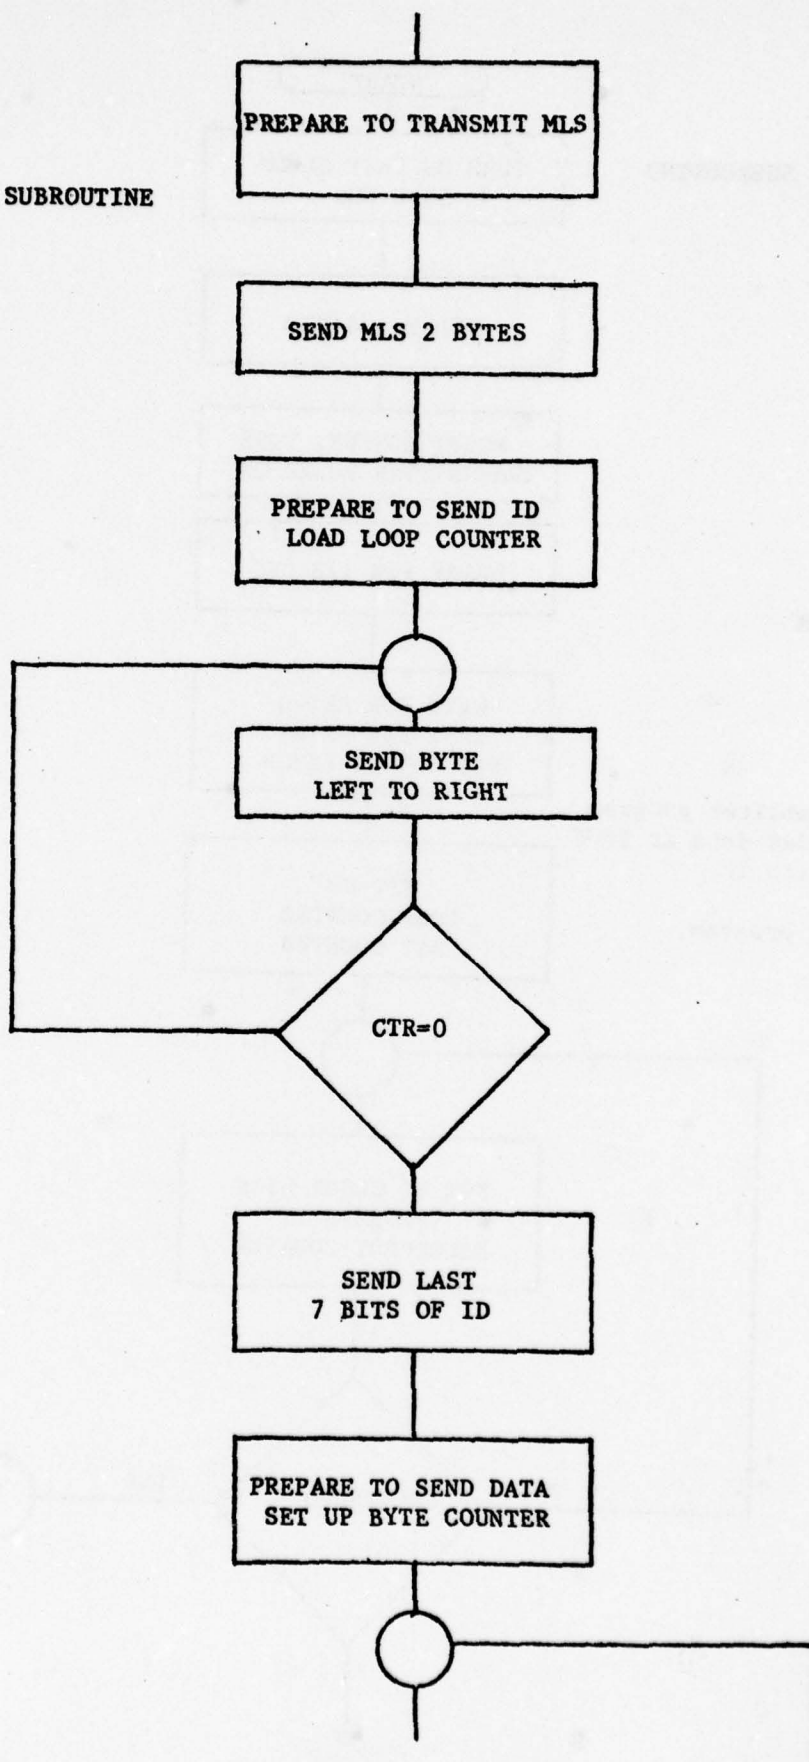 PREPARE TO TRANSMIT MLS
SUBROUTINE
SEND MLS 2 BYTES
PREPARE TO SEND ID
LOAD LOOP COUNTER
SEND BYTE
LEFT TO RIGHT
CTR=0
SEND LAST
7 BITS OF ID
PREPARE TO SEND DATA
SET UP BYTE COUNTER